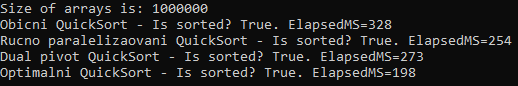 Size of arrays is: 1000000
Obicni QuickSort - Is sorted? True. ElapsedMS=328
Rucno paralelizaovani QuickSort - Is sorted? True. ElapsedMS=254
Dual pivot QuickSort - Is sorted? True. ElapsedMS=273
Optimalni QuickSort - Is sorted? True. ElapsedMS=198